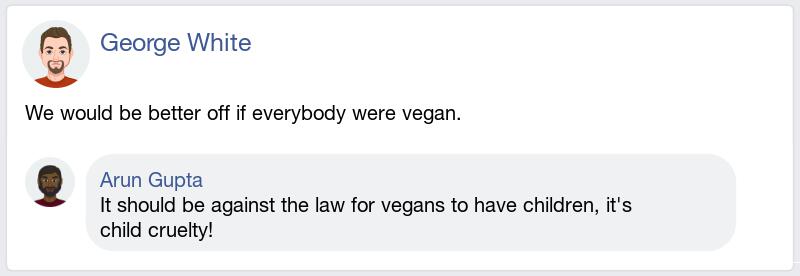 George White
We would be better off if everybody were vegan.
Arun Gupta
It should be against the law for vegans to have children, it's
child cruelty!